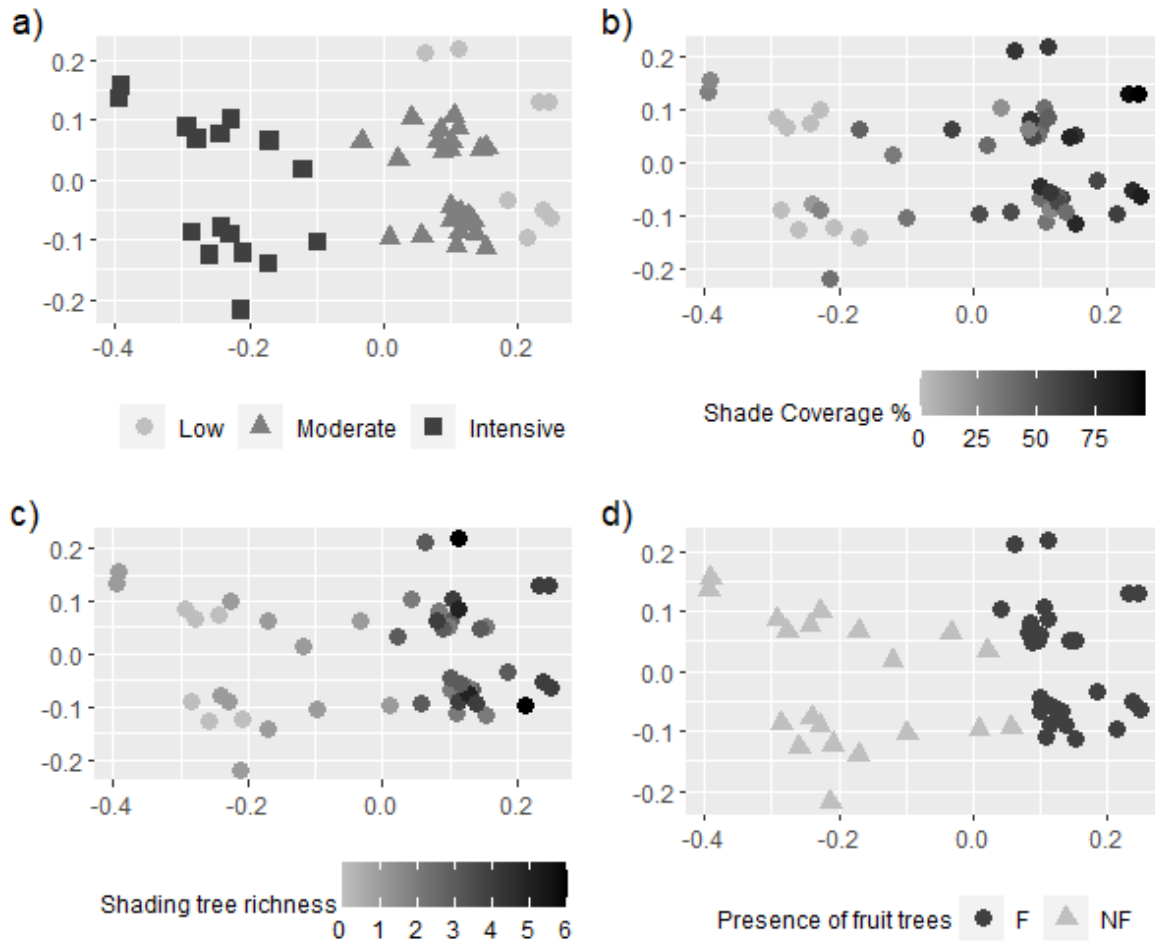 a)
0.2
0.1
0.0
-0.1
-0.2
-0.4 -0.2 0.0 0.2
Low Moderate Intensive
b)
0.2
0.1
0.0
-0.1
-0.2
-0.4 -0.2 0.0 0.2
Shade Coverage %
0 25 50 75
c)
0.2
0.1
0.0
-0.1
-0.2
-0.4 -0.2 0.0 0.2
Shading tree richness
0 1 2 3 4 5 6
d)
0.2
0.1
0.0
-0.1
-0.2
-0.4 -0.2 0.0 0.2
Presence of fruit trees F NF